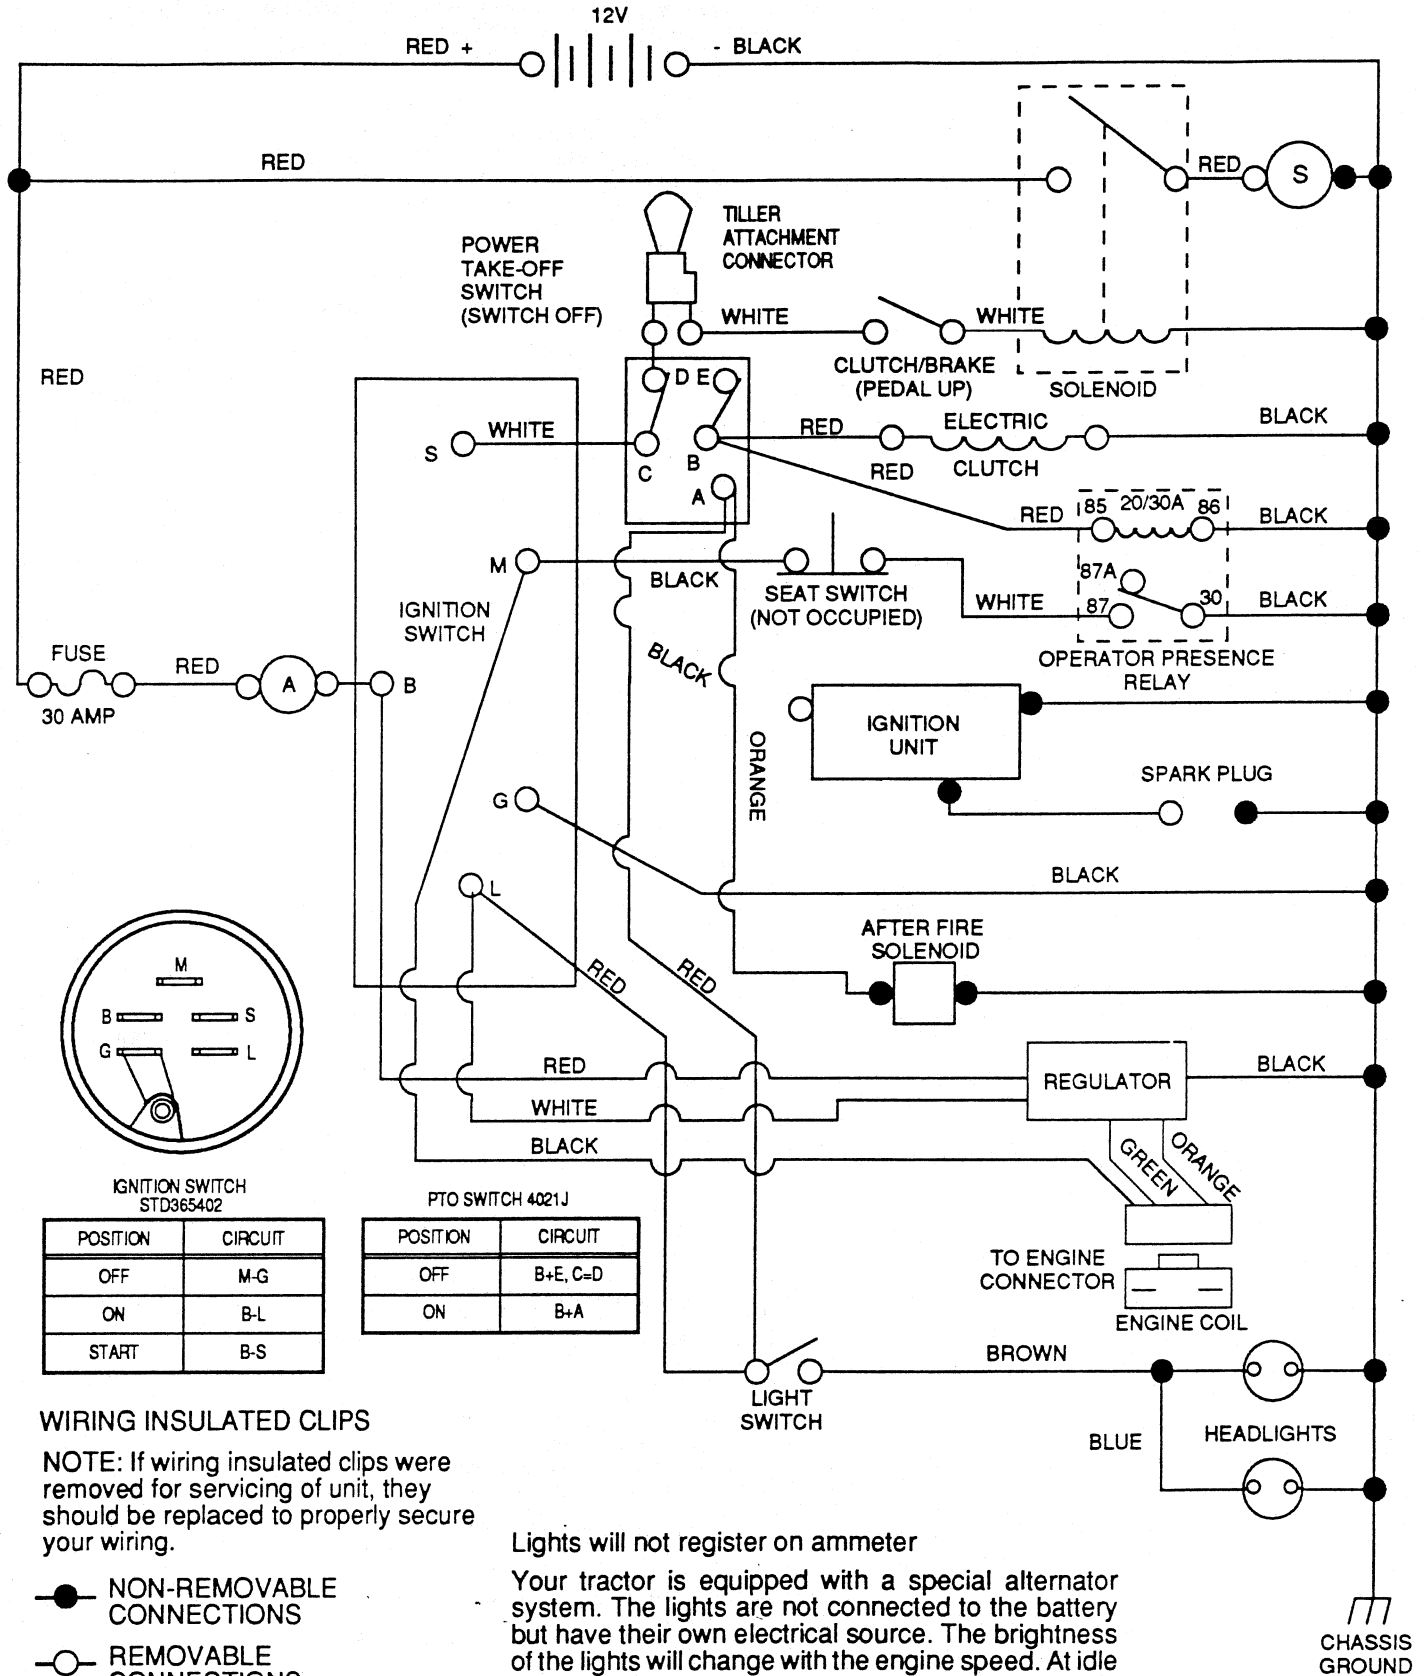 12V
RED +
- BLACK
RED
RED
S
TILLER
ATTACHMENT
CONNECTOR
POWER
TAKE-OFF
SWITCH
(SWITCH OFF)
WHITE
WHITE
CLUTCH/BRAKE
(PEDAL UP)
SOLENOID
RED
D E
S
WHITE
C
B
A
RED
ELECTRIC
CLUTCH
BLACK
RED
RED
85
20/30A
86
BLACK
M
BLACK
SEAT SWITCH
(NOT OCCUPIED)
WHITE
87A
87
30
BLACK
OPERATOR PRESENCE
RELAY
IGNITION
SWITCH
FUSE
30 AMP
RED
A
B
BLACK
ORANGE
IGNITION
UNIT
SPARK PLUG
G
BLACK
L
RED
RED
AFTER FIRE
SOLENOID
M
B
S
G
L
RED
WHITE
BLACK
REGULATOR
BLACK
GREEN
ORANGE
IGNITION SWITCH
STD365402
POSITION CIRCUIT
OFF M-G
ON B-L
START B-S
PTO SWITCH 4021J
POSITION CIRCUIT
OFF B+E, C=D
ON B+A
TO ENGINE
CONNECTOR
ENGINE COIL
LIGHT
SWITCH
BROWN
BLUE
HEADLIGHTS
WIRING INSULATED CLIPS
NOTE: If wiring insulated clips were
removed for servicing of unit, they
should be replaced to properly secure
your wiring.
NON-REMOVABLE
CONNECTIONS
REMOVABLE
CONNECTIONS
Lights will not register on ammeter
Your tractor is equipped with a special alternator
system. The lights are not connected to the battery
but have their own electrical source. The brightness
of the lights will change with the engine speed. At idle
CHASSIS
GROUND